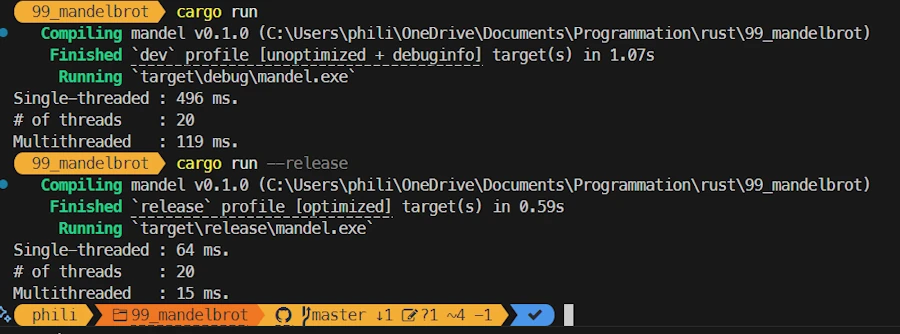 99_mandelbrot cargo run
Compiling mandel v0.1.0 (C:\Users\phili\OneDrive\Documents\Programmation\rust\99_mandelbrot)
Finished `dev` profile [unoptimized + debuginfo] target(s) in 1.07s
Running `target\debug\mandel.exe`
Single-threaded : 496 ms.
# of threads : 20
Multithreaded : 119 ms.
99_mandelbrot cargo run --release
Compiling mandel v0.1.0 (C:\Users\phili\OneDrive\Documents\Programmation\rust\99_mandelbrot)
Finished `release` profile [optimized] target(s) in 0.59s
Running `target\release\mandel.exe`
Single-threaded : 64 ms.
# of threads : 20
Multithreaded : 15 ms.
phili 99_mandelbrot master ↓1 ?1 ~4 -1 ✔